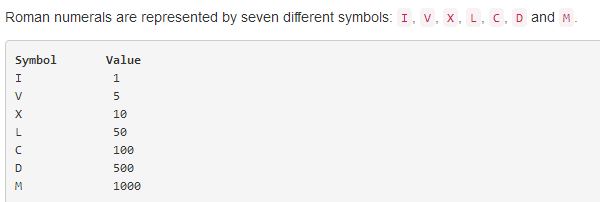 Roman numerals are represented by seven different symbols: I, V, X, L, C, D and M.
Symbol Value
I 1
V 5
X 10
L 50
C 100
D 500
M 1000